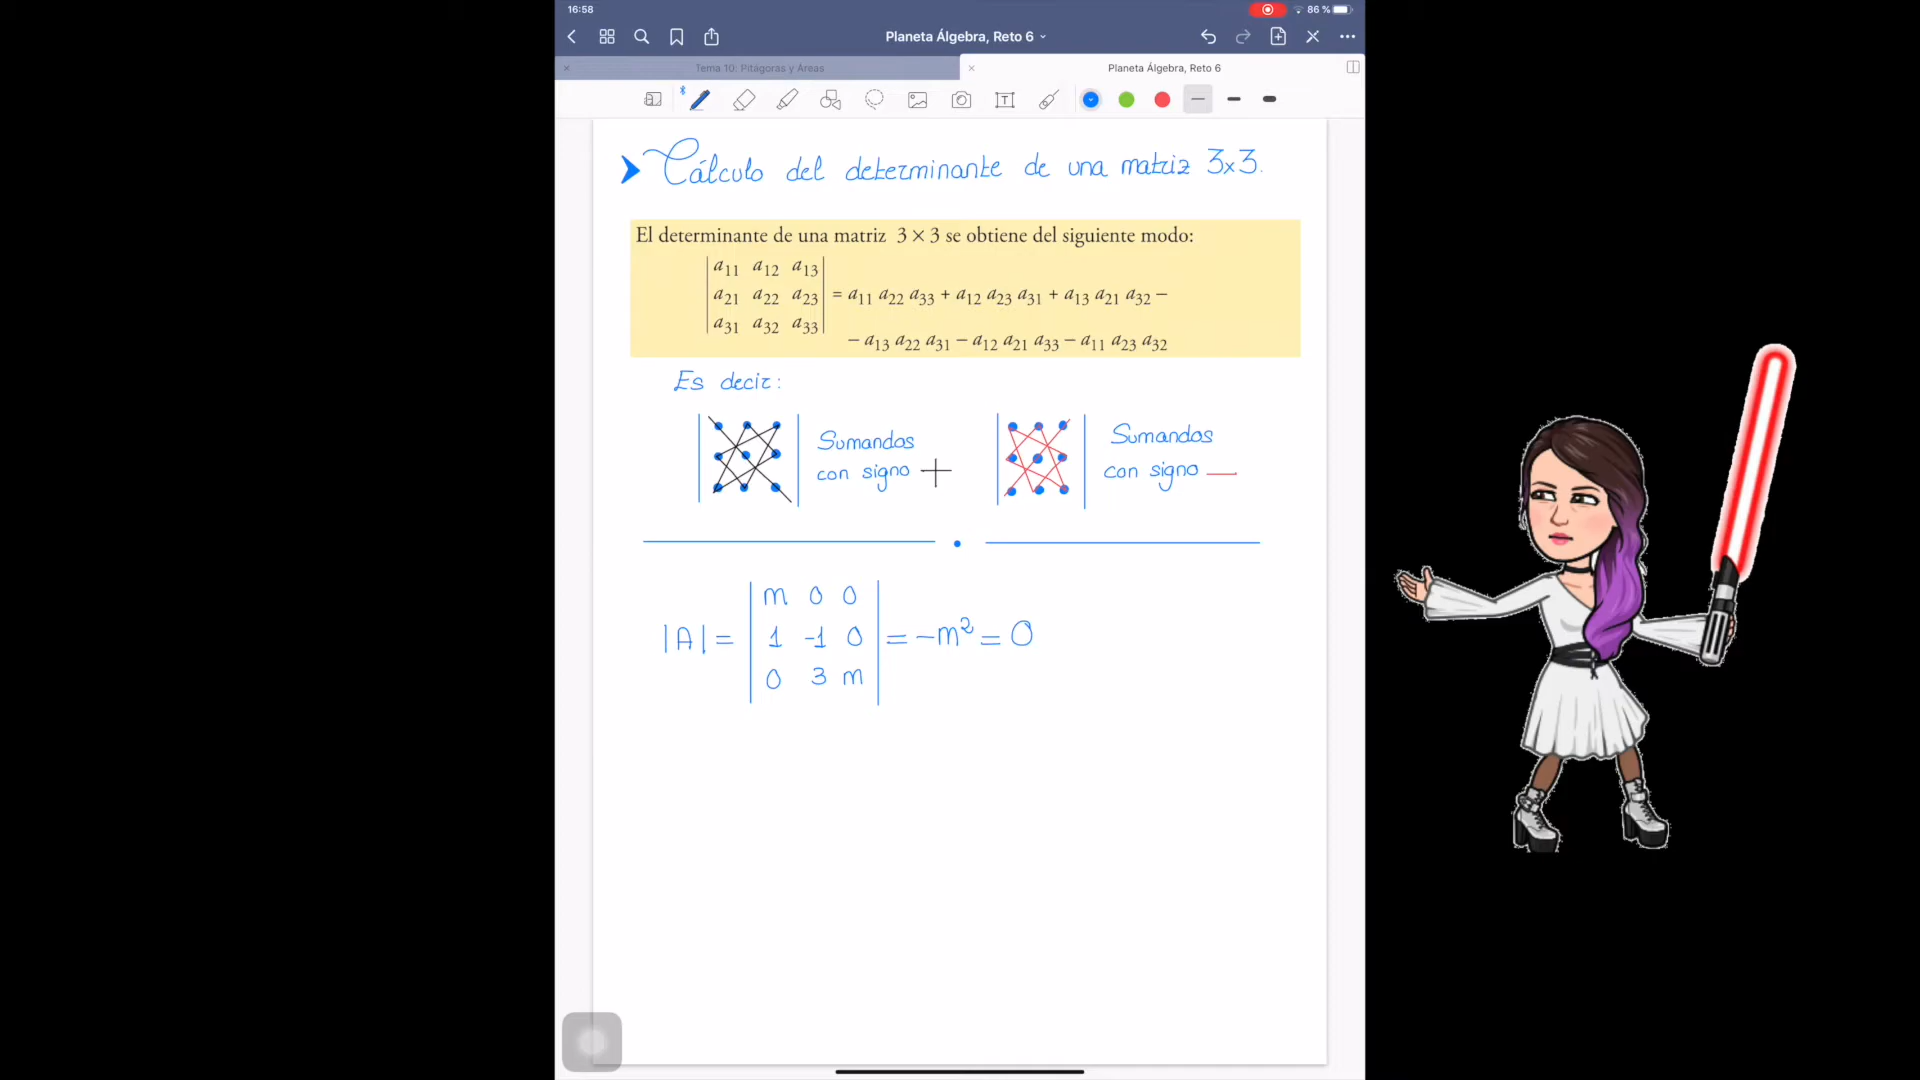 16:58
86 %
Planeta Álgebra, Reto 6
Tema 10: Pitágoras y Áreas
Planeta Álgebra, Reto 6
Cálculo del determinante de una matriz 3x3.
El determinante de una matriz 3 × 3 se obtiene del siguiente modo:
a11 a12 a13
a21 a22 a23 = a11 a22 a33 + a12 a23 a31 + a13 a21 a32 −
a31 a32 a33
− a13 a22 a31 − a12 a21 a33 − a11 a23 a32
Es decir:
Sumandos
con signo +
Sumandos
con signo −
m 0 0
|A| = 1 -1 0 = -m² = 0
0 3 m